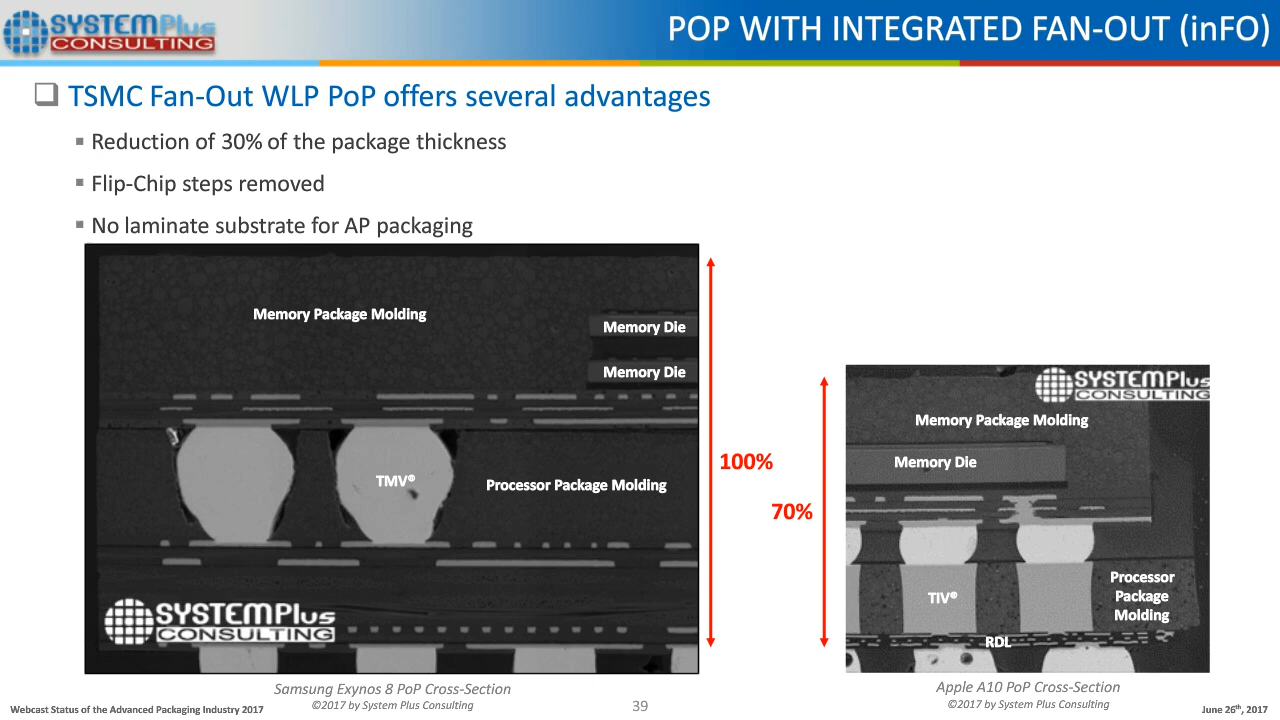 SYSTEMPlus
CONSULTING
POP WITH INTEGRATED FAN-OUT (inFO)
TSMC Fan-Out WLP PoP offers several advantages
Reduction of 30% of the package thickness
Flip-Chip steps removed
No laminate substrate for AP packaging
Memory Package Molding
Memory Die
Memory Die
TMV®
Processor Package Molding
SYSTEMPlus
CONSULTING
100%
70%
SYSTEMPlus
CONSULTING
Memory Package Molding
Memory Die
TIV®
Processor
Package
Molding
RDL
Samsung Exynos 8 PoP Cross-Section
©2017 by System Plus Consulting
Apple A10 PoP Cross-Section
©2017 by System Plus Consulting
Webcast Status of the Advanced Packaging Industry 2017
39
June 26th, 2017